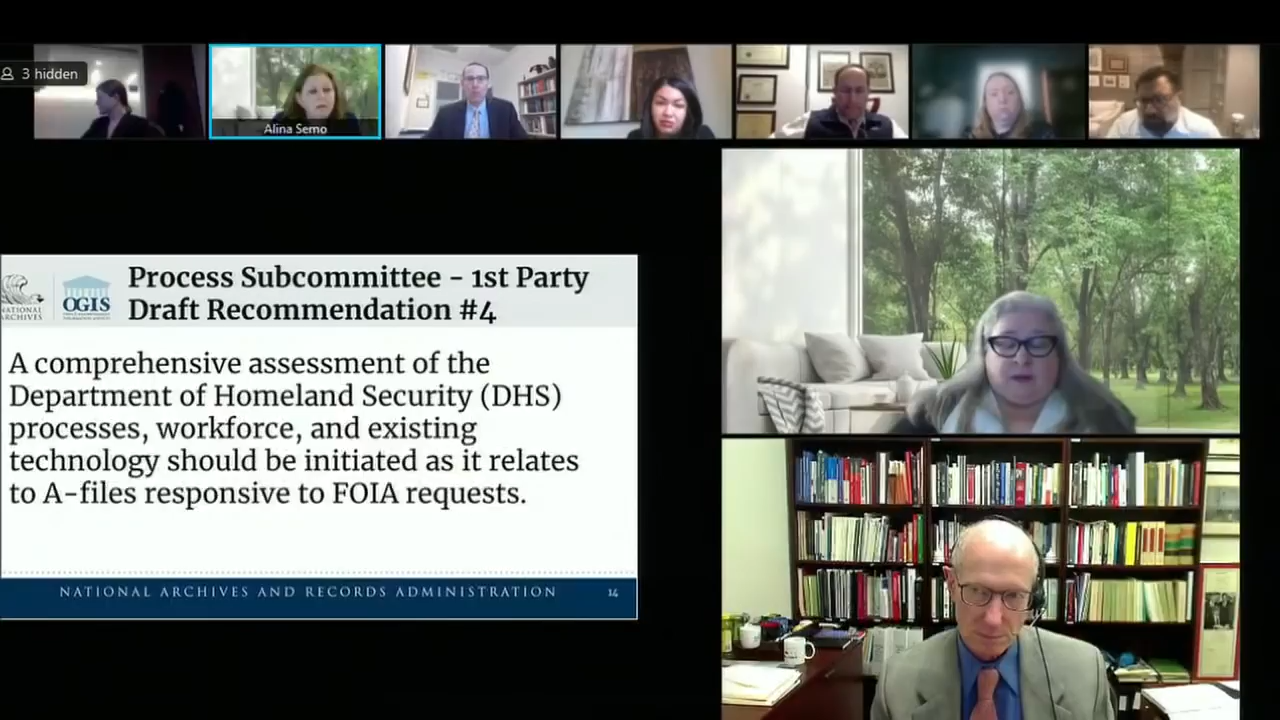 3 hidden
Alina Semo
NATIONAL
ARCHIVES
OGIS
Process Subcommittee - 1st Party
Draft Recommendation #4
A comprehensive assessment of the
Department of Homeland Security (DHS)
processes, workforce, and existing
technology should be initiated as it relates
to A-files responsive to FOIA requests.
NATIONAL ARCHIVES AND RECORDS ADMINISTRATION
14